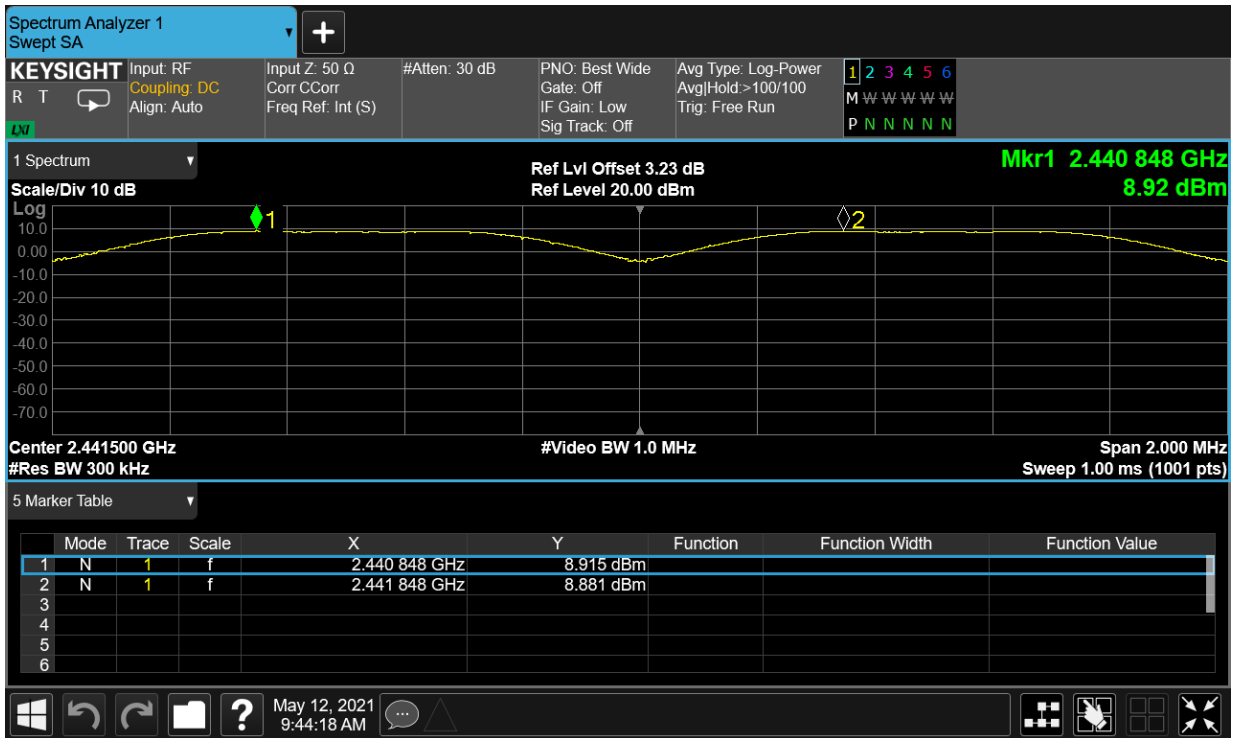 Spectrum Analyzer 1
Swept SA
+
KEYSIGHT
R T
LXI
Input: RF
Coupling: DC
Align: Auto
Input Z: 50 Ω
Corr CCorr
Freq Ref: Int (S)
#Atten: 30 dB
PNO: Best Wide
Gate: Off
IF Gain: Low
Sig Track: Off
Avg Type: Log-Power
Avg|Hold:>100/100
Trig: Free Run
1 2 3 4 5 6
M W W W W W
P N N N N N
1 Spectrum
Scale/Div 10 dB
Ref Lvl Offset 3.23 dB
Ref Level 20.00 dBm
Mkr1 2.440 848 GHz
8.92 dBm
Log
1
2
10.0
0.00
-10.0
-20.0
-30.0
-40.0
-50.0
-60.0
-70.0
Center 2.441500 GHz
#Video BW 1.0 MHz
Span 2.000 MHz
#Res BW 300 kHz
Sweep 1.00 ms (1001 pts)
5 Marker Table
Mode Trace Scale X Y Function Function Width Function Value
1 N 1 f 2.440 848 GHz 8.915 dBm
2 N 1 f 2.441 848 GHz 8.881 dBm
3
4
5
6
?
May 12, 2021
9:44:18 AM